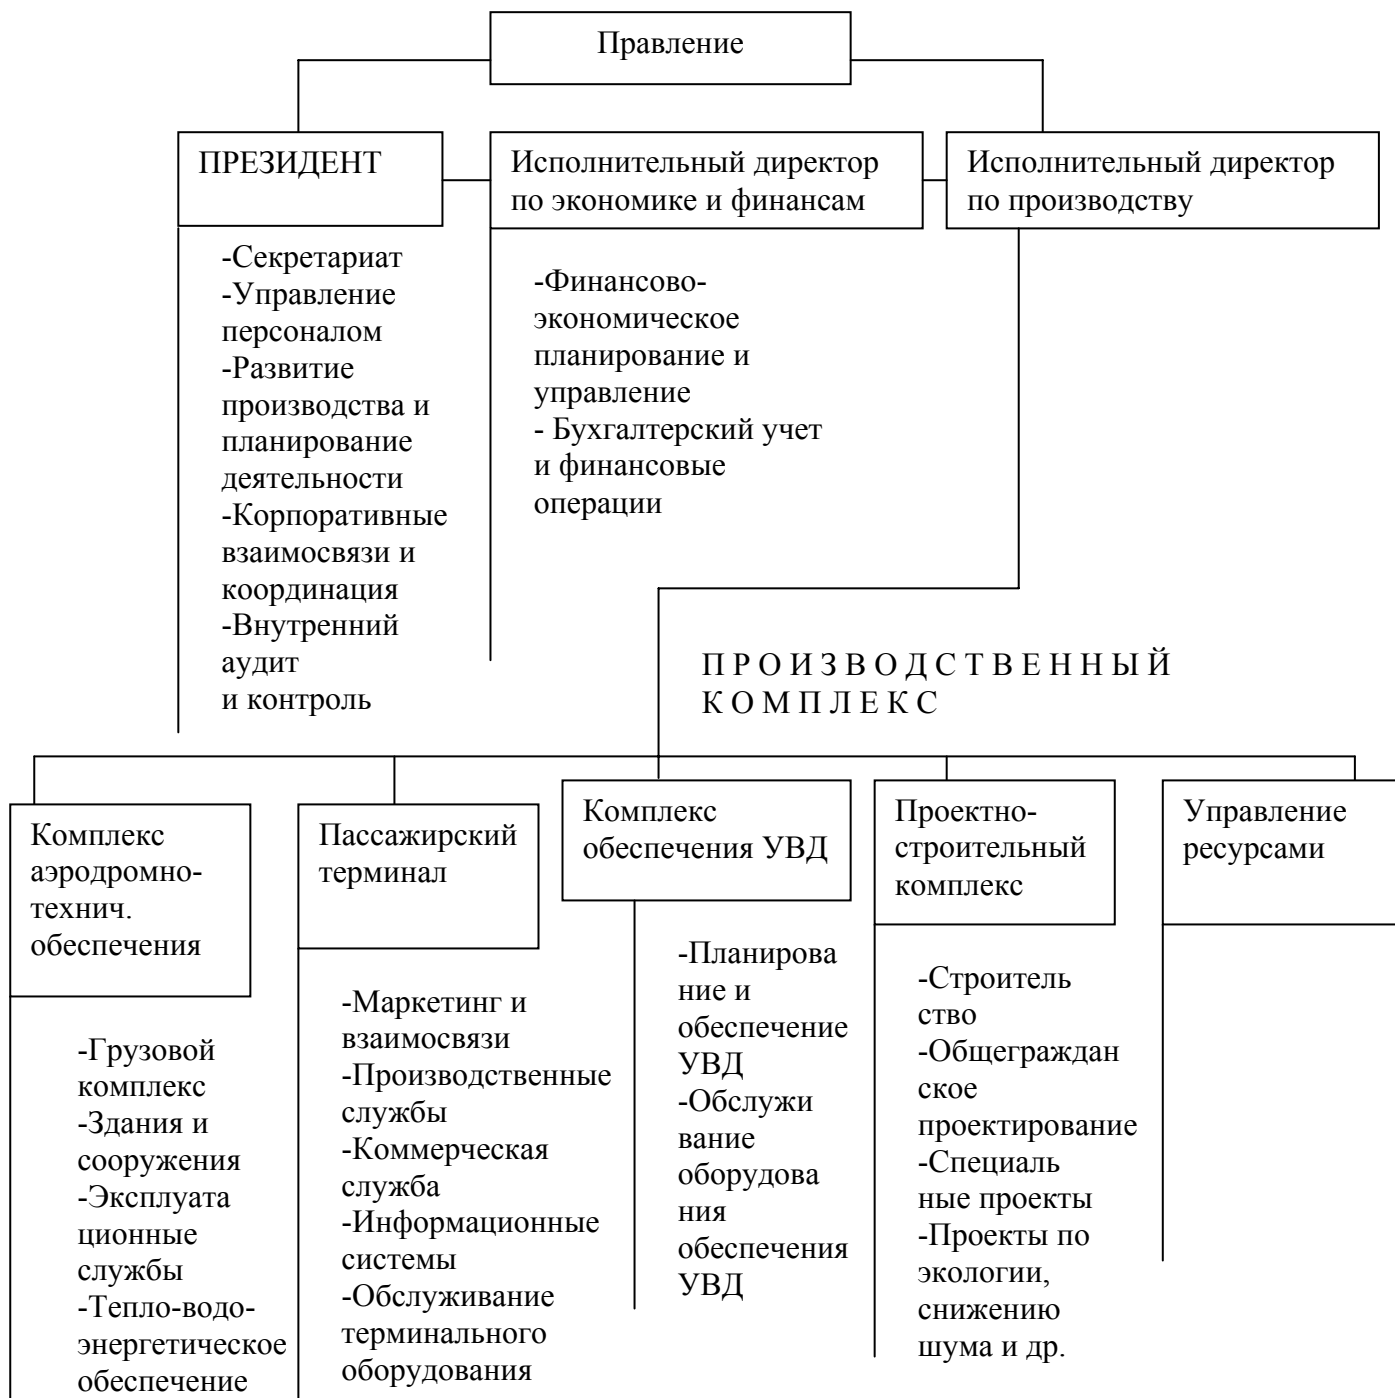 Правление
ПРЕЗИДЕНТ
Исполнительный директор
по экономике и финансам
Исполнительный директор
по производству
-Секретариат
-Управление
персоналом
-Развитие
производства и
планирование
деятельности
-Корпоративные
взаимосвязи и
координация
-Внутренний
аудит
и контроль
-Финансово-
экономическое
планирование и
управление
- Бухгалтерский учет
и финансовые
операции
П Р О И З В О Д С Т В Е Н Н Ы Й
К О М П Л Е К С
Комплекс
аэродромно-
технич.
обеспечения
-Грузовой
комплекс
-Здания и
сооружения
-Эксплуата
ционные
службы
-Тепло-водо-
энергетическое
обеспечение
Пассажирский
терминал
-Маркетинг и
взаимосвязи
-Производственные
службы
-Коммерческая
служба
-Информационные
системы
-Обслуживание
терминального
оборудования
Комплекс
обеспечения УВД
-Планирова
ние и
обеспечение
УВД
-Обслужи
вание
оборудова
ния
обеспечения
УВД
Проектно-
строительный
комплекс
-Строитель
ство
-Общеграждан
ское
проектирование
-Специаль
ные проекты
-Проекты по
экологии,
снижению
шума и др.
Управление
ресурсами